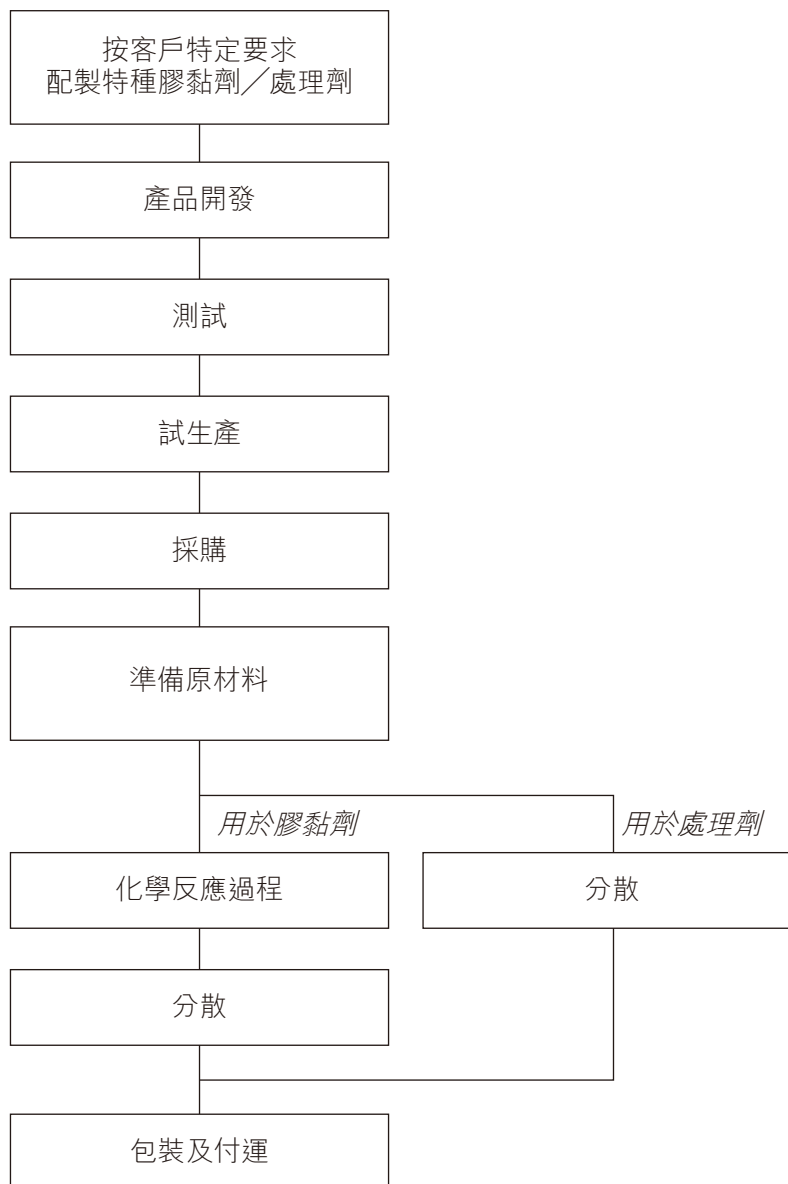 按客戶特定要求
配製特種膠黏劑╱處理劑
產品開發
測試
試生產
採購
準備原材料
用於膠黏劑
用於處理劑
化學反應過程
分散
分散
包裝及付運